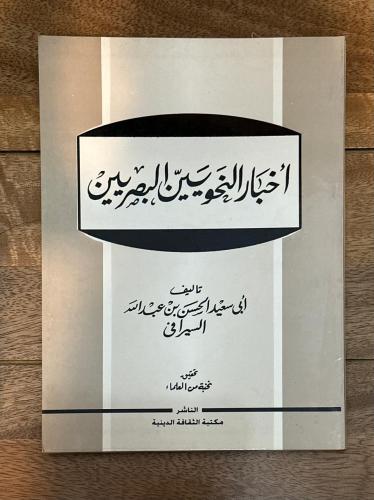 أخبار النحويين البصريين
تأليف
أبي سعيد الحسن بن عبد الله
السيرافي
تحقيق
نخبة من العلماء
الناشر
مكتبة الثقافة الدينية